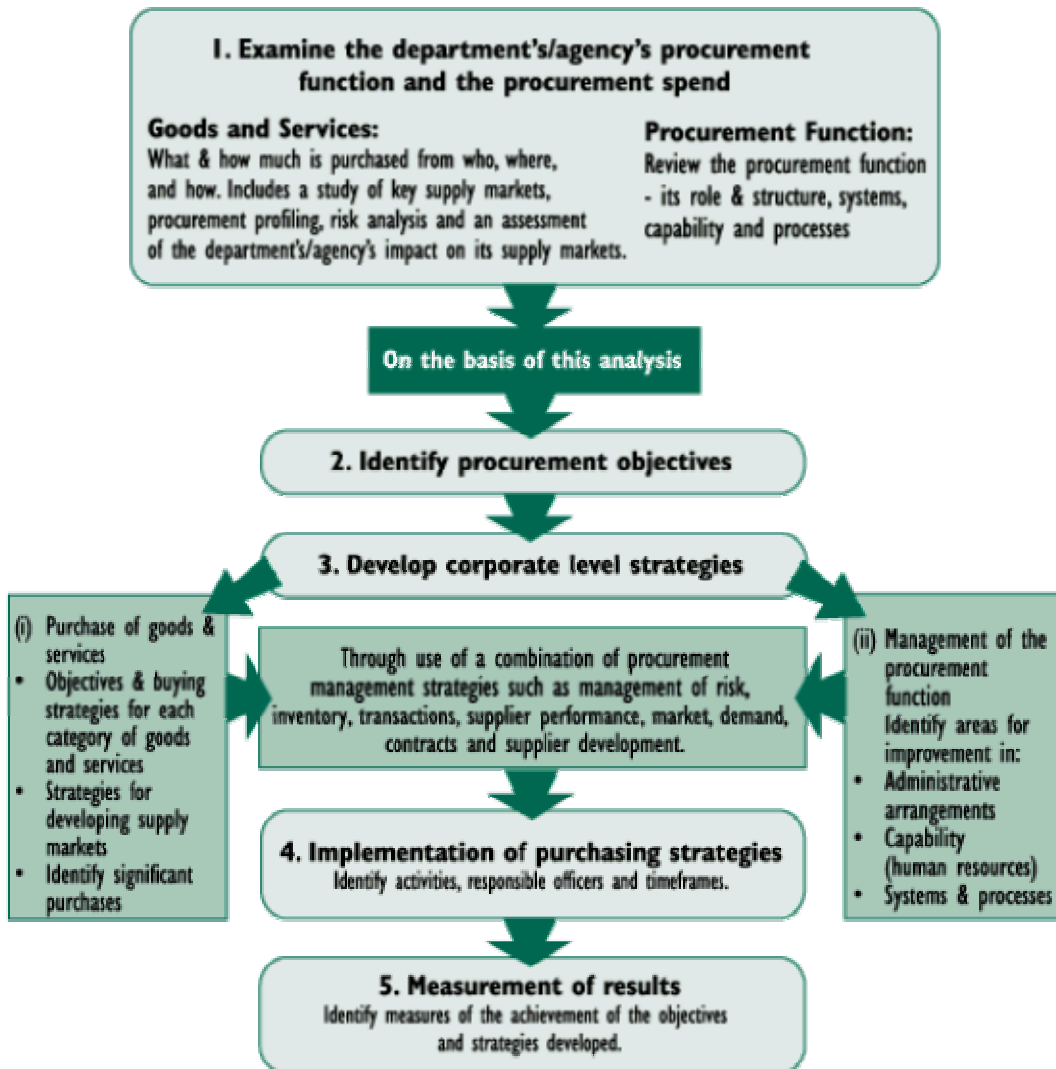 1. Examine the department's/agency's procurement
function and the procurement spend
Goods and Services:
What & how much is purchased from who, where,
and how. Includes a study of key supply markets,
procurement profiling, risk analysis and an assessment
of the department's/agency's impact on its supply markets.
Procurement Function:
Review the procurement function
- its role & structure, systems,
capability and processes
On the basis of this analysis
2. Identify procurement objectives
3. Develop corporate level strategies
(i) Purchase of goods &
services
• Objectives & buying
strategies for each
category of goods
and services
• Strategies for
developing supply
markets
• Identify significant
purchases
Through use of a combination of procurement
management strategies such as management of risk,
inventory, transactions, supplier performance, market, demand,
contracts and supplier development.
(ii) Management of the
procurement
function
Identify areas for
improvement in:
• Administrative
arrangements
• Capability
(human resources)
• Systems & processes
4. Implementation of purchasing strategies
Identify activities, responsible officers and timeframes.
5. Measurement of results
Identify measures of the achievement of the objectives
and strategies developed.